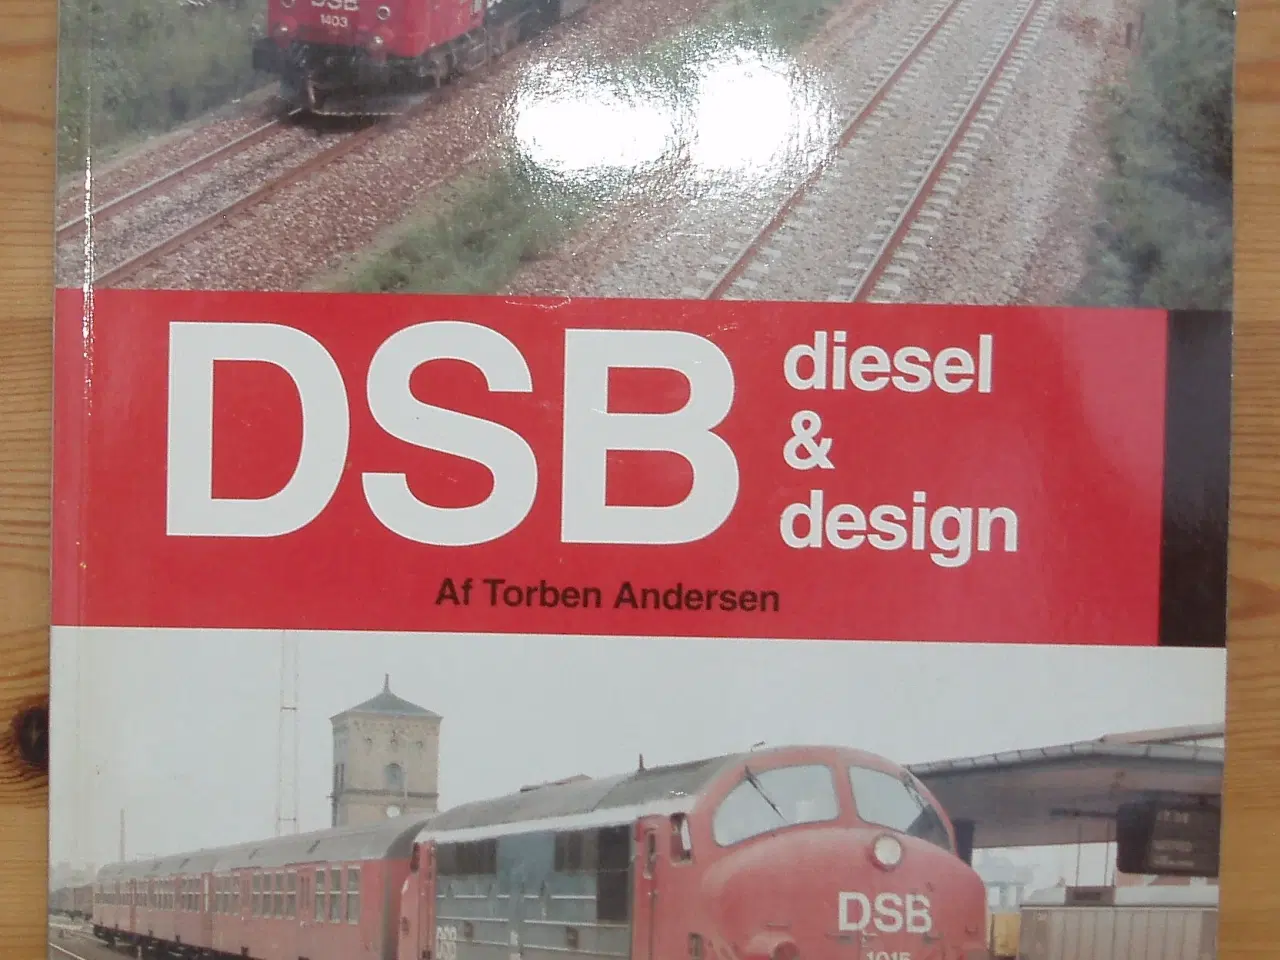 DSB
1403
DSB
diesel
&
design
Af Torben Andersen
DSB